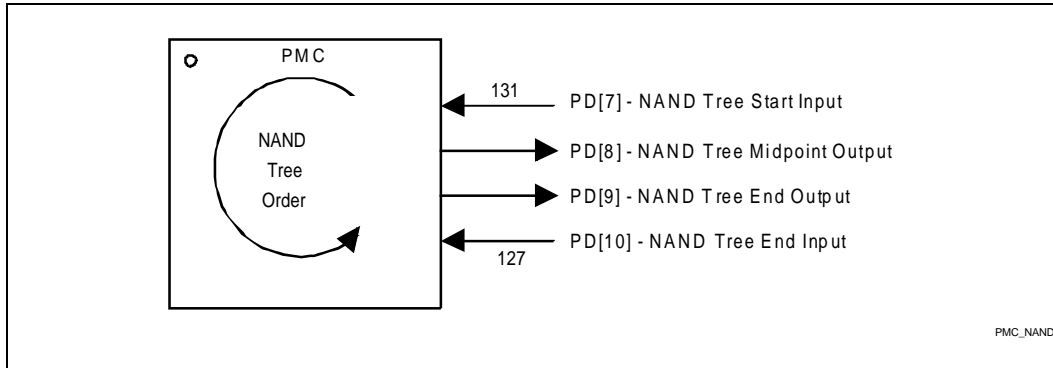 PMC
131
PD[7] - NAND Tree Start Input
NAND
Tree
Order
PD[8] - NAND Tree Midpoint Output
PD[9] - NAND Tree End Output
PD[10] - NAND Tree End Input
127
PMC_NAND